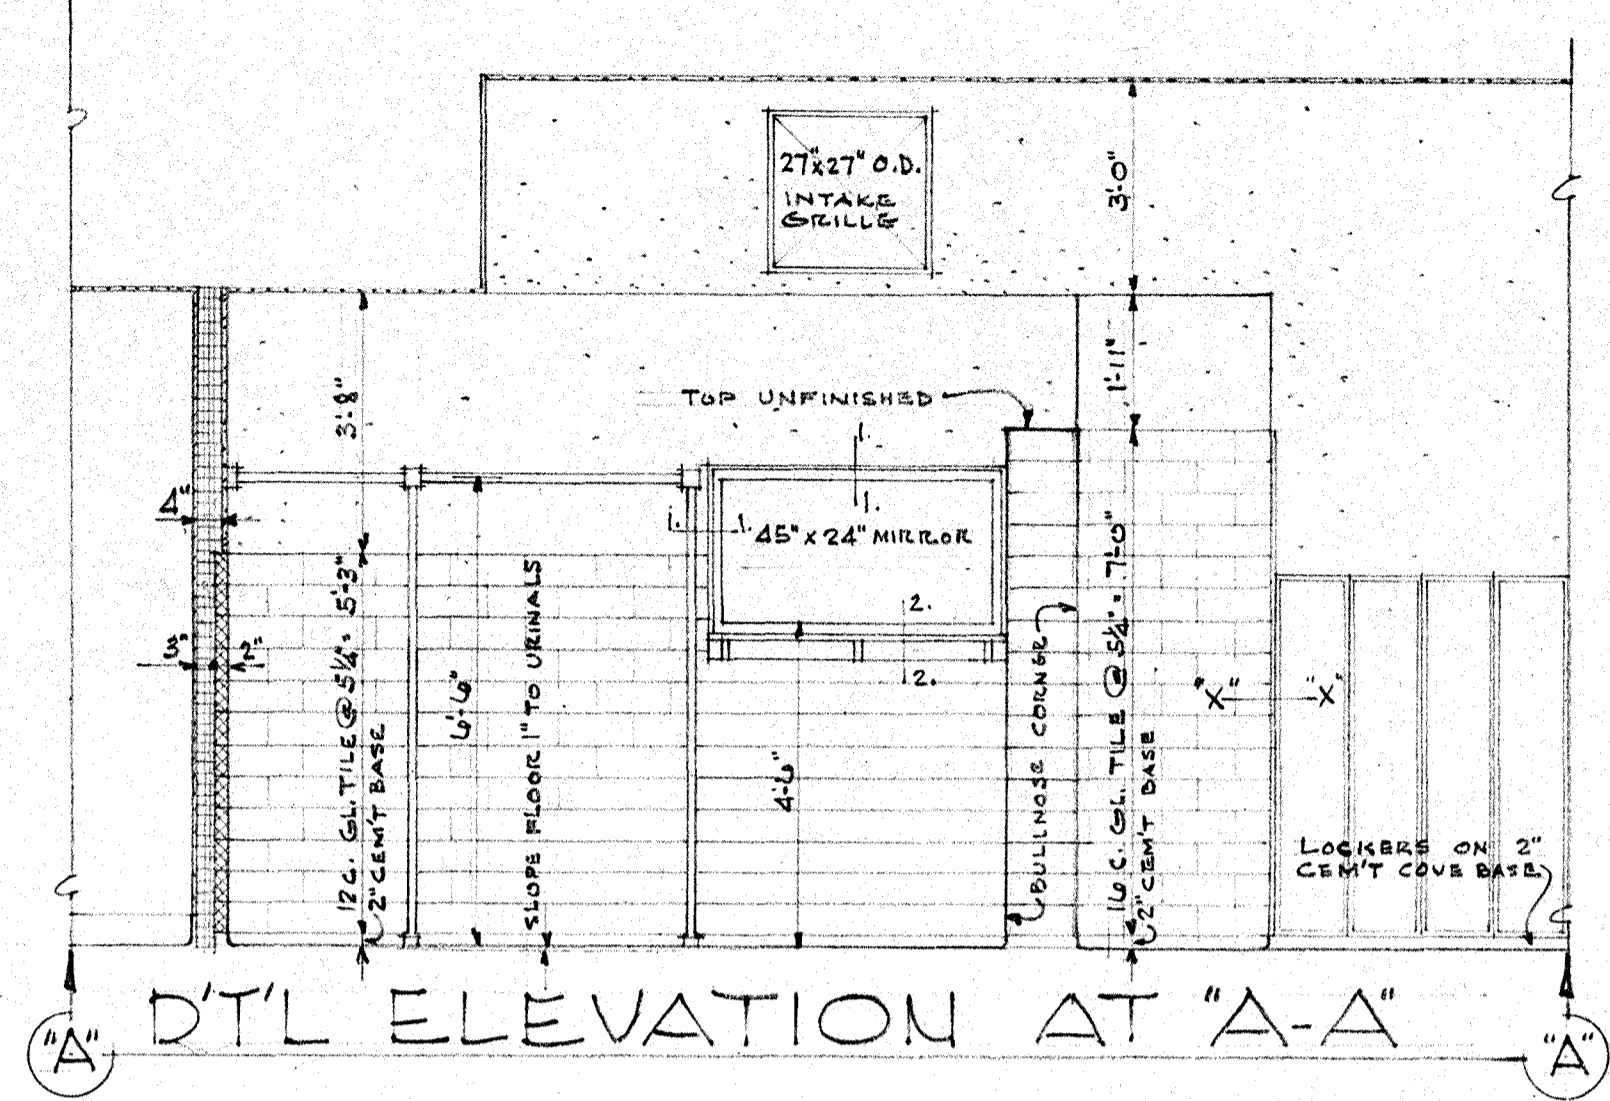 27"x27" O.D.
INTAKE
GRILLE
3'-0"
1'-11"
3'-8"
TOP UNFINISHED
1.
1.
4"
1.
1.
45" x 24" MIRROR
2.
2.
3"
2"
12 C. GL. TILE @ 5¼" = 5'-3"
2" CEM'T BASE
6'-6"
SLOPE FLOOR 1" TO URINALS
4'-6"
BULLNOSE CORNER
16 C. GL. TILE @ 5¼" = 7'-0"
2" CEM'T BASE
"X"
"X"
LOCKERS ON 2"
CEM'T COVE BASE
D'T'L ELEVATION AT "A-A"
"A"
"A"